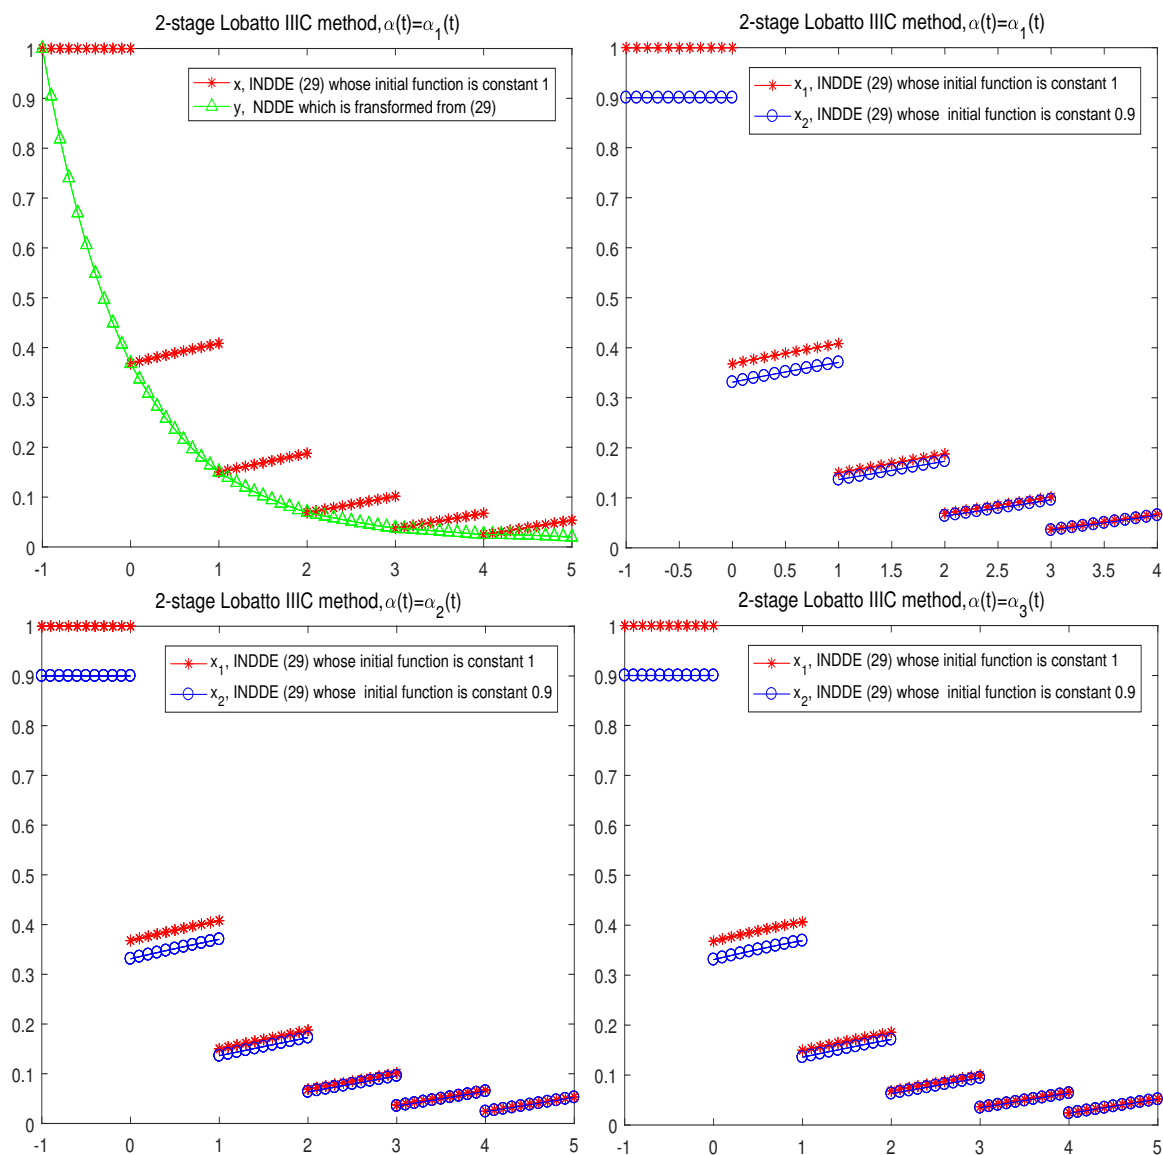 2-stage Lobatto IIIC method, α(t)=α1(t)
x, INDDE (29) whose initial function is constant 1
y, NDDE which is fransformed from (29)
1
0.9
0.8
0.7
0.6
0.5
0.4
0.3
0.2
0.1
0
-1 0 1 2 3 4 5
2-stage Lobatto IIIC method, α(t)=α1(t)
x1, INDDE (29) whose initial function is constant 1
x2, INDDE (29) whose initial function is constant 0.9
1
0.9
0.8
0.7
0.6
0.5
0.4
0.3
0.2
0.1
0
-1 -0.5 0 0.5 1 1.5 2 2.5 3 3.5 4
2-stage Lobatto IIIC method, α(t)=α2(t)
x1, INDDE (29) whose initial function is constant 1
x2, INDDE (29) whose initial function is constant 0.9
1
0.9
0.8
0.7
0.6
0.5
0.4
0.3
0.2
0.1
0
-1 0 1 2 3 4 5
2-stage Lobatto IIIC method, α(t)=α3(t)
x1, INDDE (29) whose initial function is constant 1
x2, INDDE (29) whose initial function is constant 0.9
1
0.9
0.8
0.7
0.6
0.5
0.4
0.3
0.2
0.1
0
-1 0 1 2 3 4 5